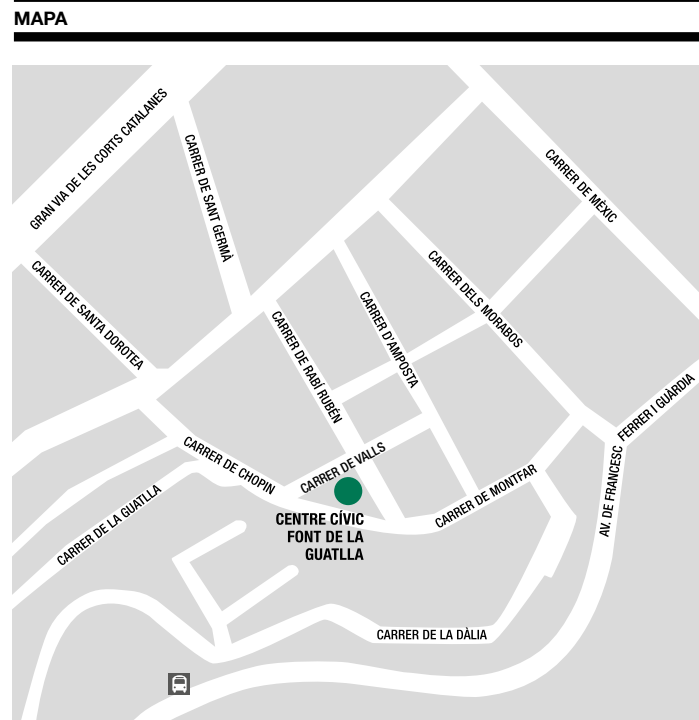 MAPA
GRAN VIA DE LES CORTS CATALANES
CARRER DE SANT GERMÀ
CARRER DE MÈXIC
CARRER DE SANTA DOROTEA
CARRER DELS MORABOS
CARRER D'AMPOSTA
CARRER DE RABÍ RUBÉN
FERRER I GUÀRDIA
AV. DE FRANCESC
CARRER DE VALLS
CARRER DE CHOPIN
CARRER DE MONTFAR
CARRER DE LA GUATLLA
CENTRE CÍVIC
FONT DE LA
GUATLLA
CARRER DE LA DÀLIA